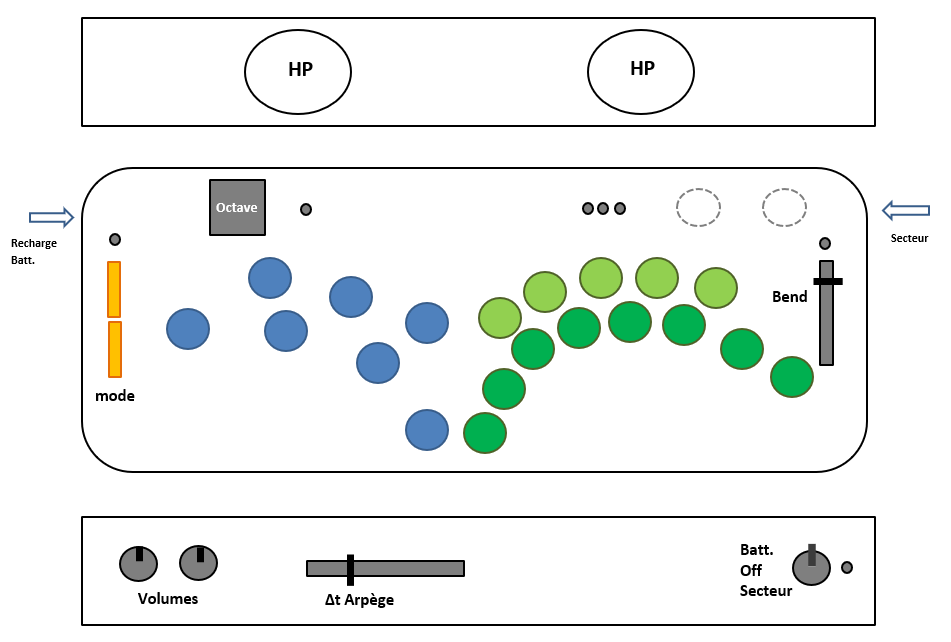 HP
HP
Octave
Recharge
Batt.
Secteur
Bend
mode
Batt.
Off
Secteur
Volumes
Δt Arpège